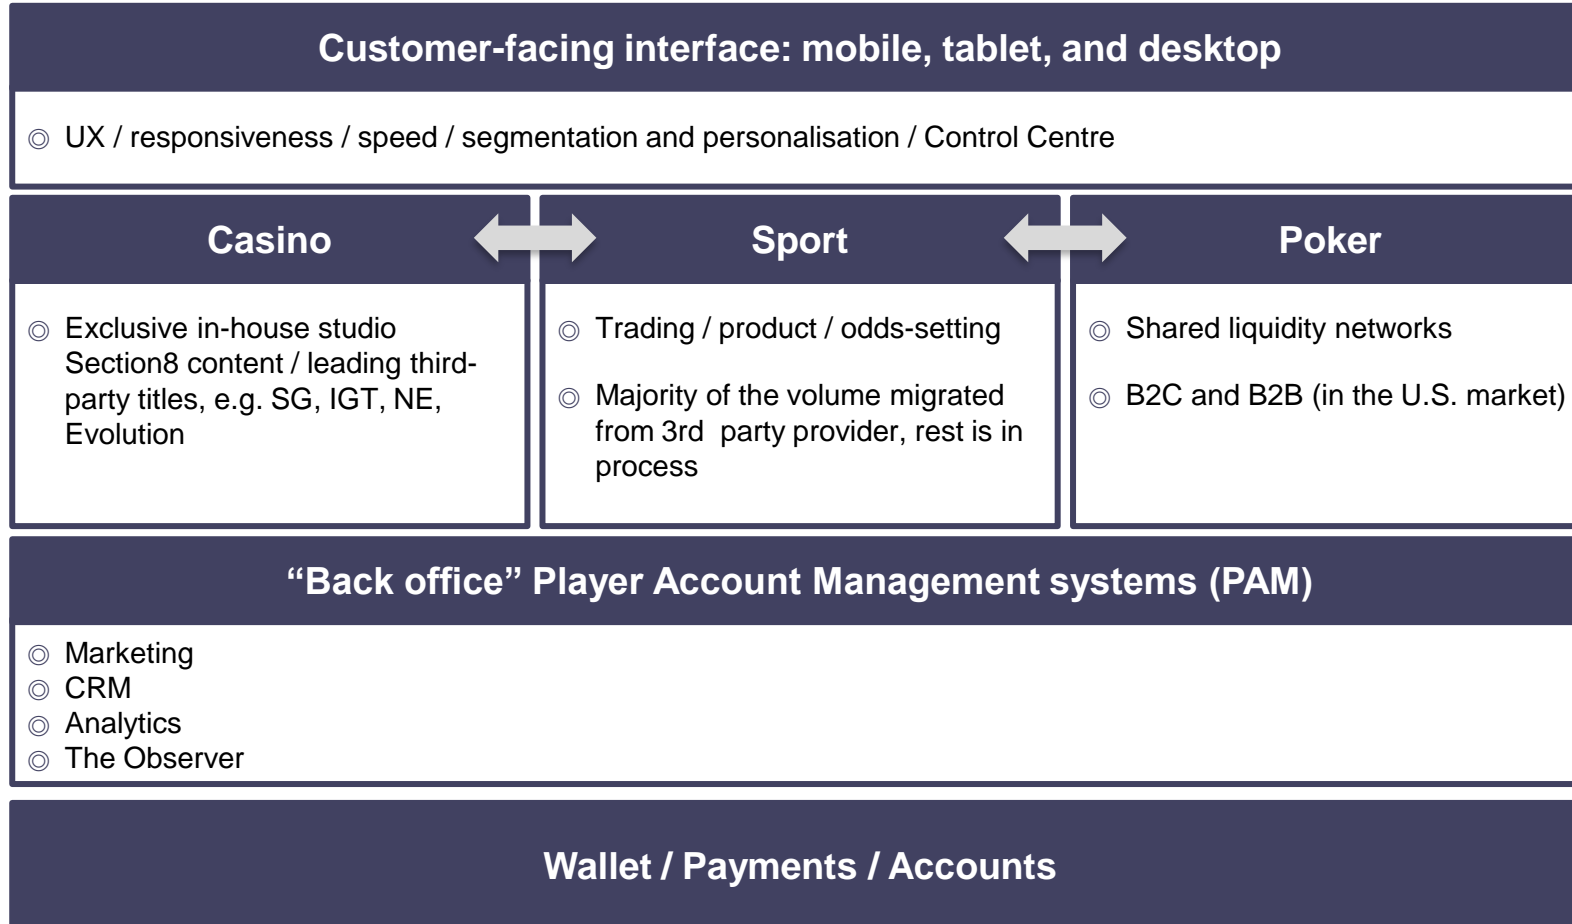 Customer-facing interface: mobile, tablet, and desktop
◎ UX / responsiveness / speed / segmentation and personalisation / Control Centre
Casino
Sport
Poker
◎ Exclusive in-house studio
Section8 content / leading third-
party titles, e.g. SG, IGT, NE,
Evolution
◎ Trading / product / odds-setting
◎ Majority of the volume migrated
from 3rd  party provider, rest is in
process
◎ Shared liquidity networks
◎ B2C and B2B (in the U.S. market)
“Back office” Player Account Management systems (PAM)
◎ Marketing
◎ CRM
◎ Analytics
◎ The Observer
Wallet / Payments / Accounts